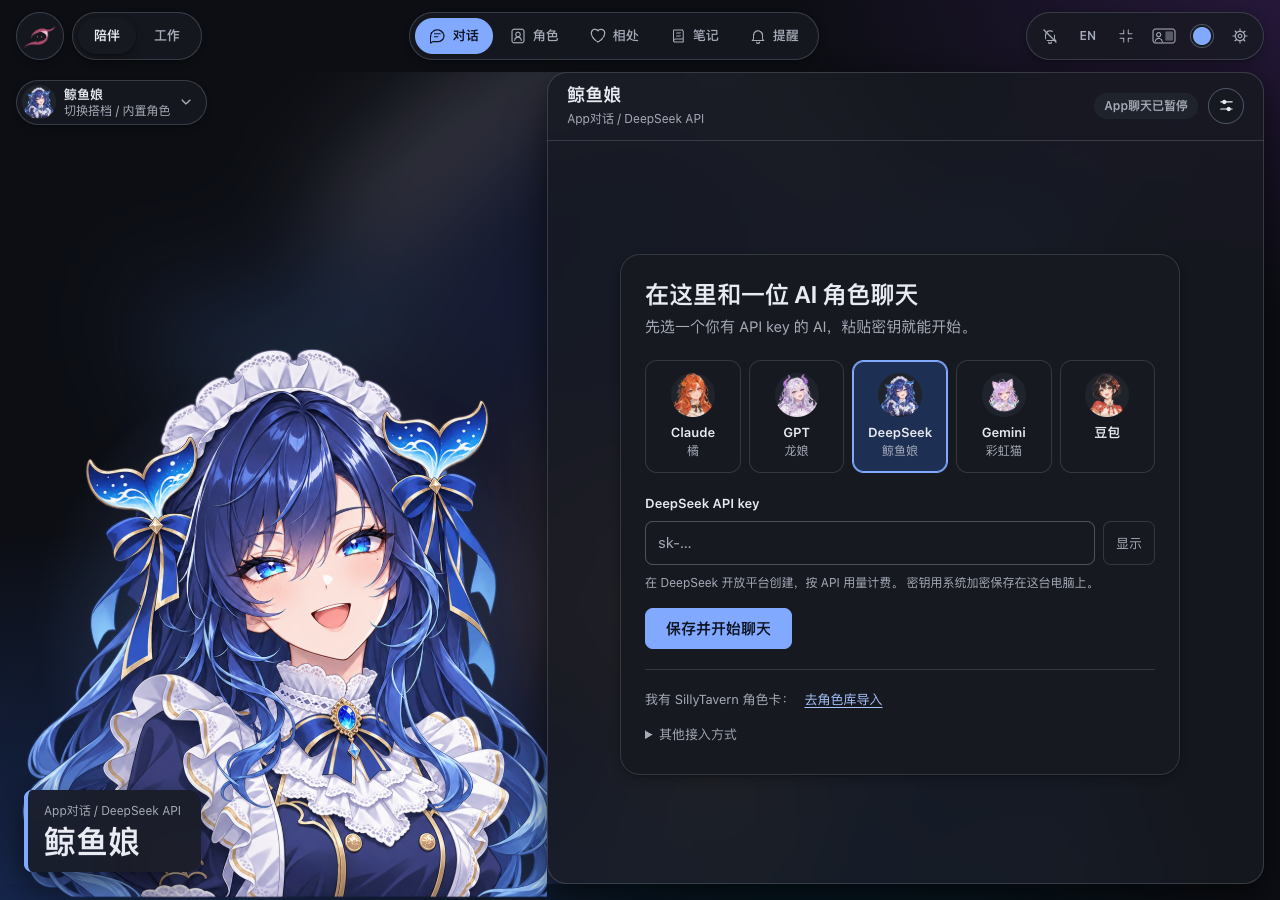 陪伴
工作
对话
角色
相处
笔记
提醒
EN
鲸鱼娘
切换搭档 / 内置角色
鲸鱼娘
App对话 / DeepSeek API
App聊天已暂停
在这里和一位 AI 角色聊天
先选一个你有 API key 的 AI，粘贴密钥就能开始。
Claude
橘
GPT
龙娘
DeepSeek
鲸鱼娘
Gemini
彩虹猫
豆包
DeepSeek API key
sk-...
显示
在 DeepSeek 开放平台创建，按 API 用量计费。 密钥用系统加密保存在这台电脑上。
保存并开始聊天
我有 SillyTavern 角色卡： 去角色库导入
其他接入方式
App对话 / DeepSeek API
鲸鱼娘